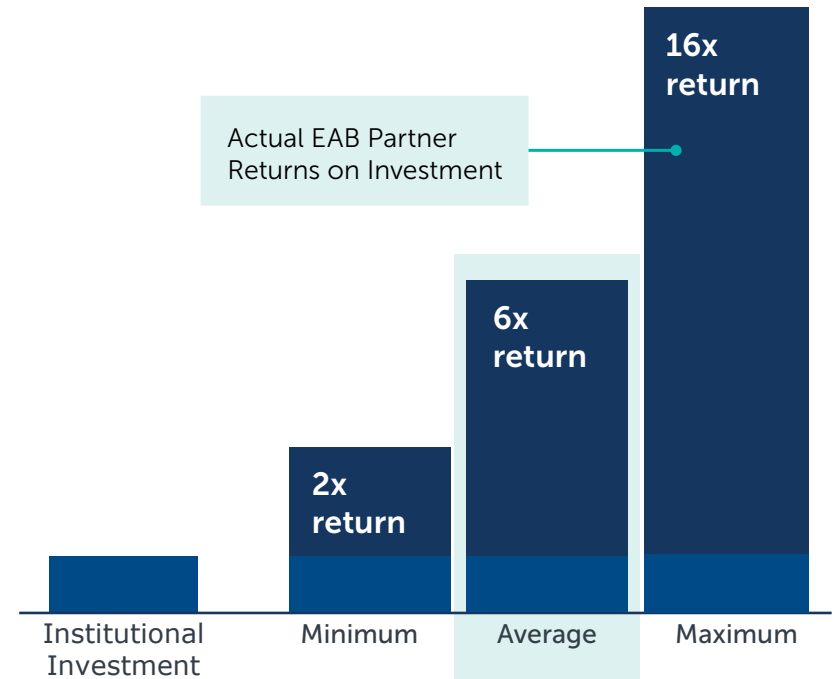 16x
return
Actual EAB Partner
Returns on Investment
6x
return
2x
return
Institutional
Investment
Minimum
Average
Maximum